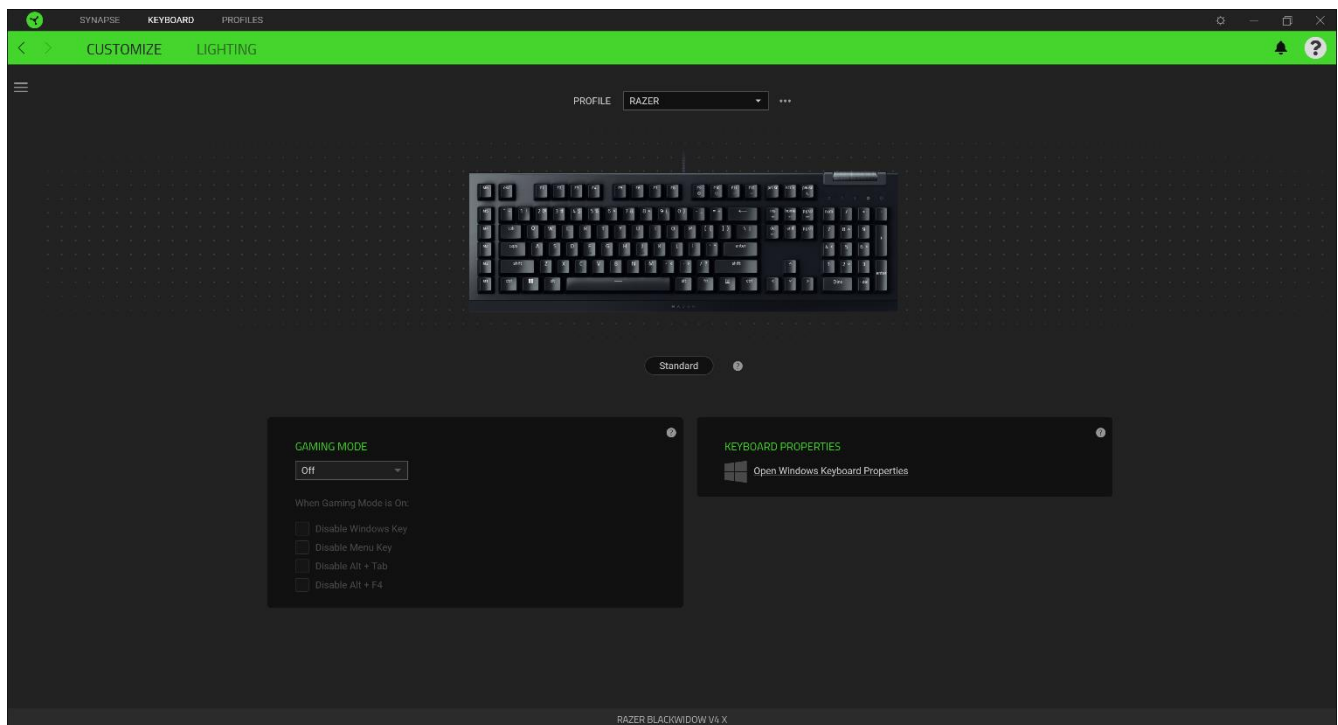 SYNAPSE KEYBOARD PROFILES
CUSTOMIZE LIGHTING
PROFILE RAZER
Standard
GAMING MODE
Off
When Gaming Mode is On:
Disable Windows Key
Disable Menu Key
Disable Alt + Tab
Disable Alt + F4
KEYBOARD PROPERTIES
Open Windows Keyboard Properties
RAZER BLACKWIDOW V4 X